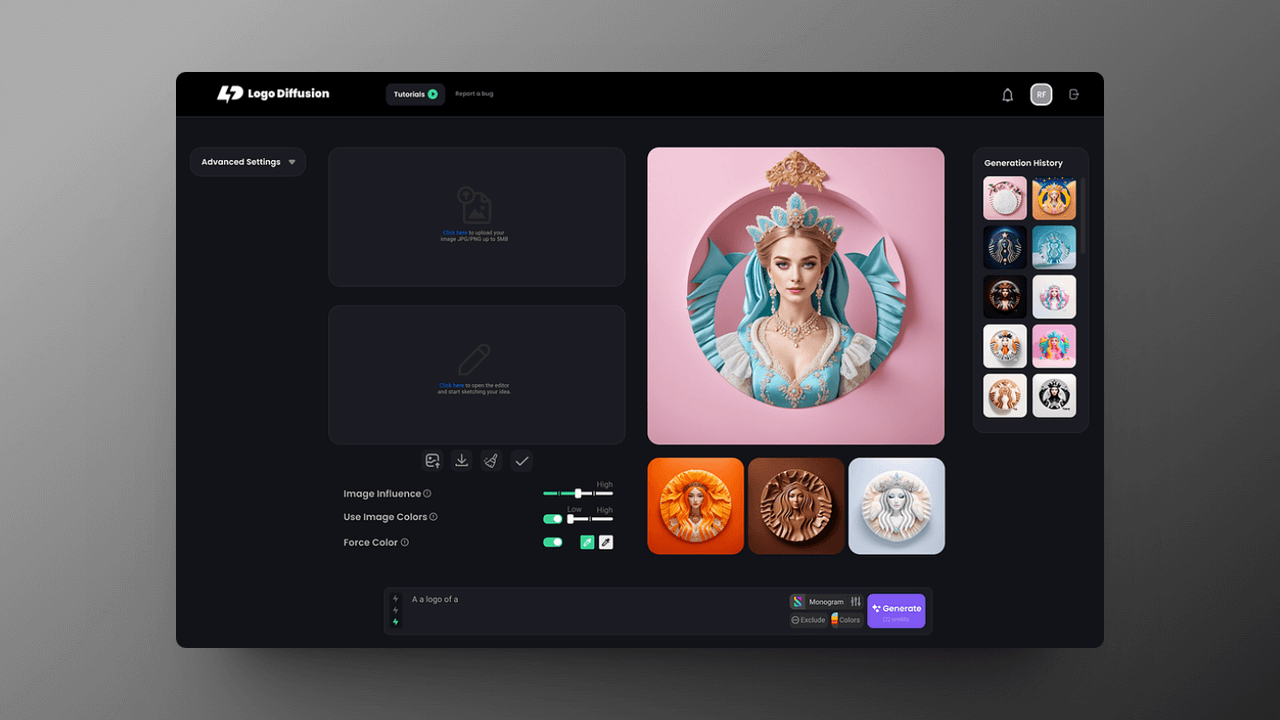 Logo Diffusion
Tutorials
Report a bug
RF
Advanced Settings
Click here to upload your
image JPG/PNG up to 5MB
Generation History
Click here to open the editor
and start sketching your idea.
High
Image Influence
Low
High
Use Image Colors
Force Color
A a logo of a
Monogram
Generate
Exclude
Colors